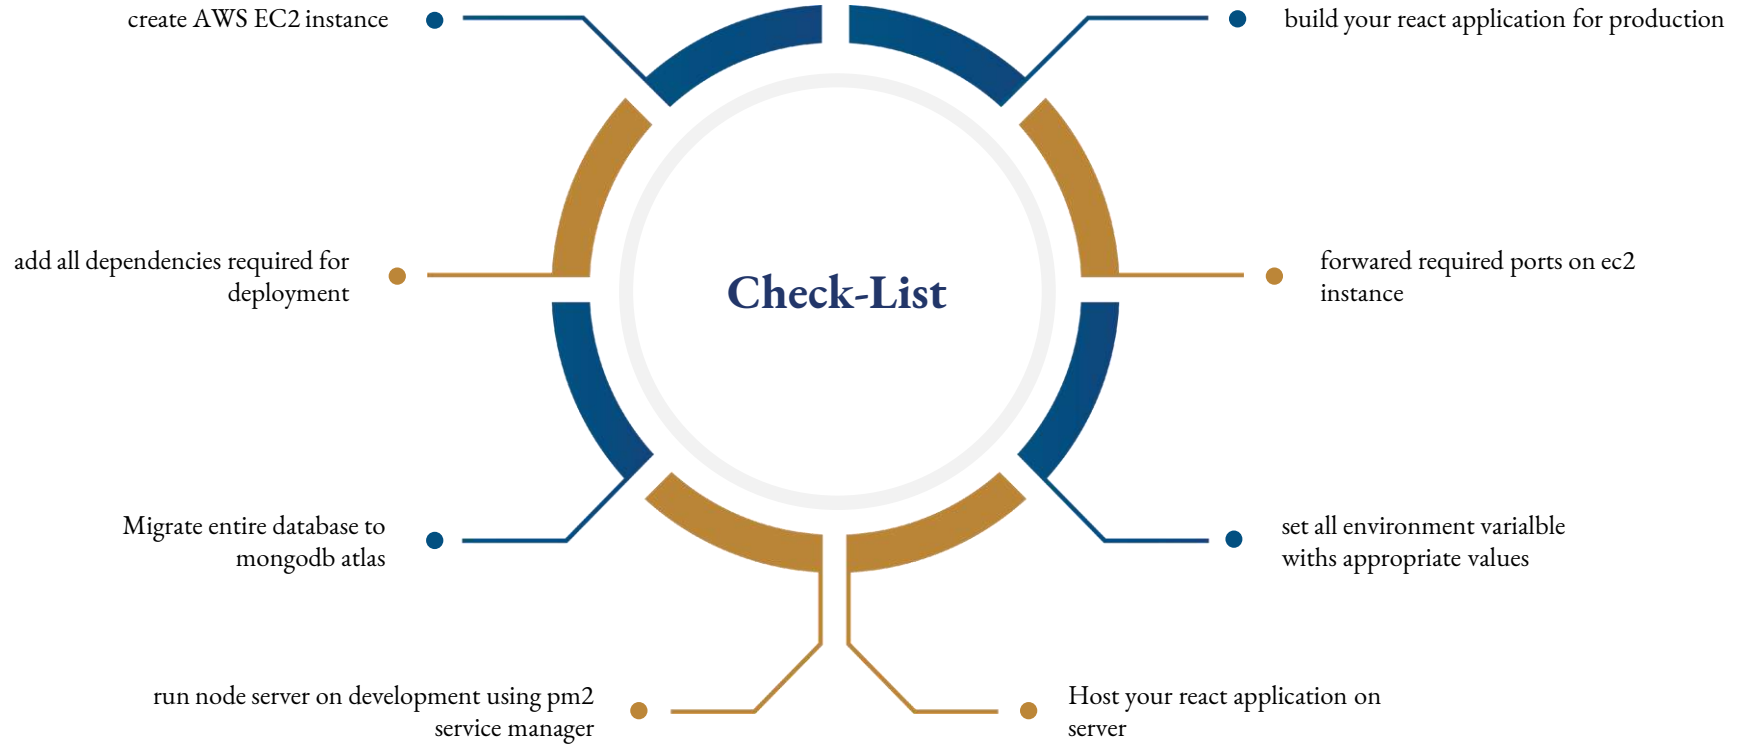 create AWS EC2 instance
build your react application for production
add all dependencies required for
deployment
forwared required ports on ec2
instance
Check-List
Migrate entire database to
mongodb atlas
set all environment varialble
withs appropriate values
run node server on development using pm2
service manager
Host your react application on
server